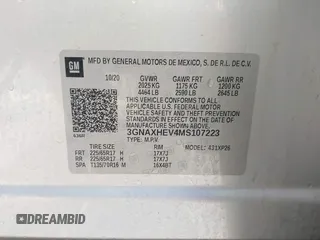 GM
MFD BY GENERAL MOTORS DE MEXICO, S. DE R.L. DE C.V.
10/20 GVWR GAWR FRT GAWR RR
2025 KG 1175 KG 1200 KG
4464 LB 2590 LB 2645 LB
THIS VEHICLE CONFORMS TO ALL APPLICABLE U.S. FEDERAL MOTOR VEHICLE SAFETY AND THEFT PREVENTION STANDARDS IN EFFECT ON THE DATE OF MANUFACTURE SHOWN ABOVE.
3GNAXHEV4MS107223
TYPE: M.P.V.
TIRE SIZE RIM MODEL:
FRT 225/65R17 H 17X7J
RR 225/65R17 H 17X7J
SPA T135/70R16 M 16X4BT
© DREAMBID
DREAMBID.COM